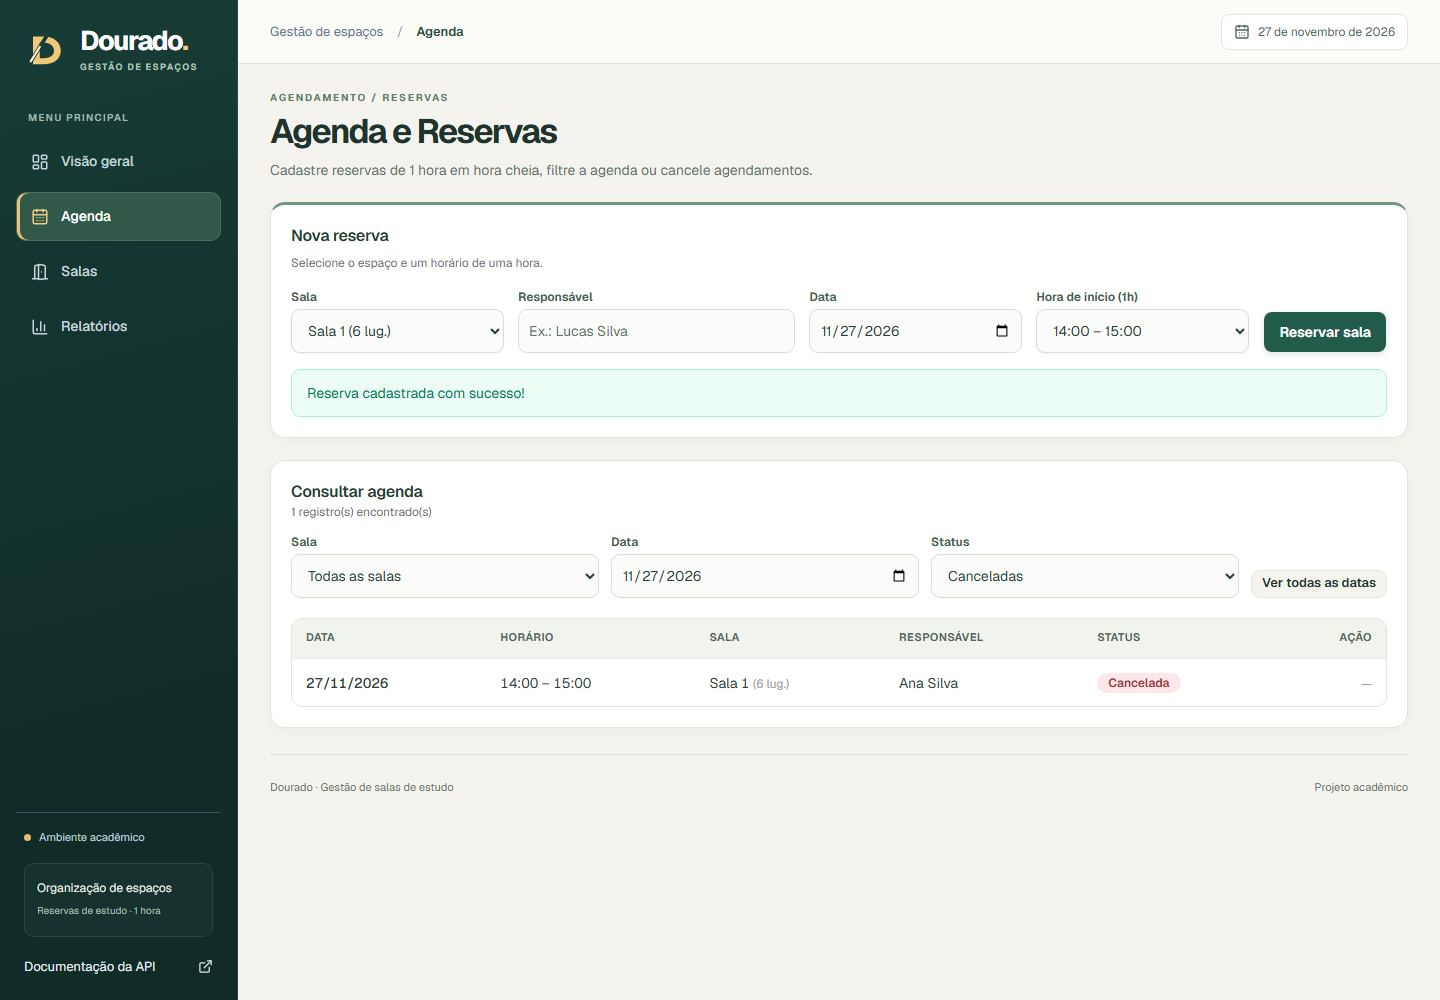 Dourado.
GESTÃO DE ESPAÇOS
MENU PRINCIPAL
Visão geral
Agenda
Salas
Relatórios
Ambiente acadêmico
Organização de espaços
Reservas de estudo · 1 hora
Documentação da API
Gestão de espaços / Agenda
27 de novembro de 2026
AGENDAMENTO / RESERVAS
Agenda e Reservas
Cadastre reservas de 1 hora em hora cheia, filtre a agenda ou cancele agendamentos.
Nova reserva
Selecione o espaço e um horário de uma hora.
Sala Responsável Data Hora de início (1h)
Sala 1 (6 lug.) Ex.: Lucas Silva 11/27/2026 14:00 – 15:00 Reservar sala
Reserva cadastrada com sucesso!
Consultar agenda
1 registro(s) encontrado(s)
Sala Data Status
Todas as salas 11/27/2026 Canceladas Ver todas as datas
DATA HORÁRIO SALA RESPONSÁVEL STATUS AÇÃO
27/11/2026 14:00 – 15:00 Sala 1 (6 lug.) Ana Silva Cancelada —
Dourado · Gestão de salas de estudo Projeto acadêmico